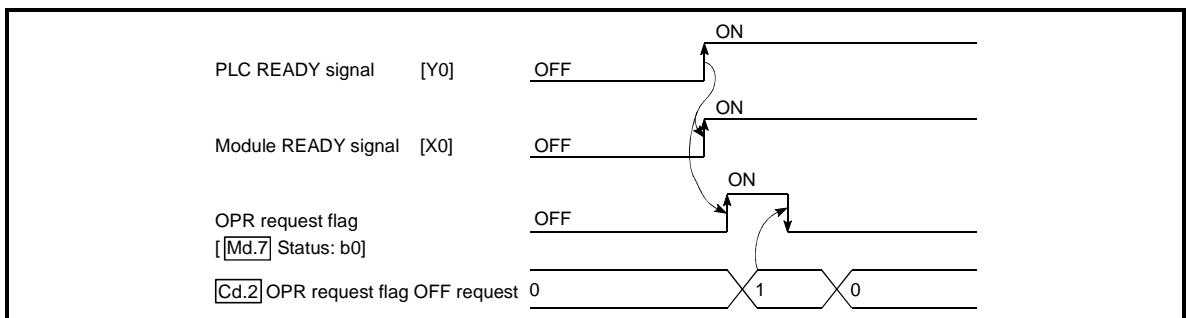 ON
PLC READY signal [Y0] OFF
ON
Module READY signal [X0] OFF
ON
OPR request flag OFF
[ Md.7 Status: b0]
Cd.2 OPR request flag OFF request 0 1 0